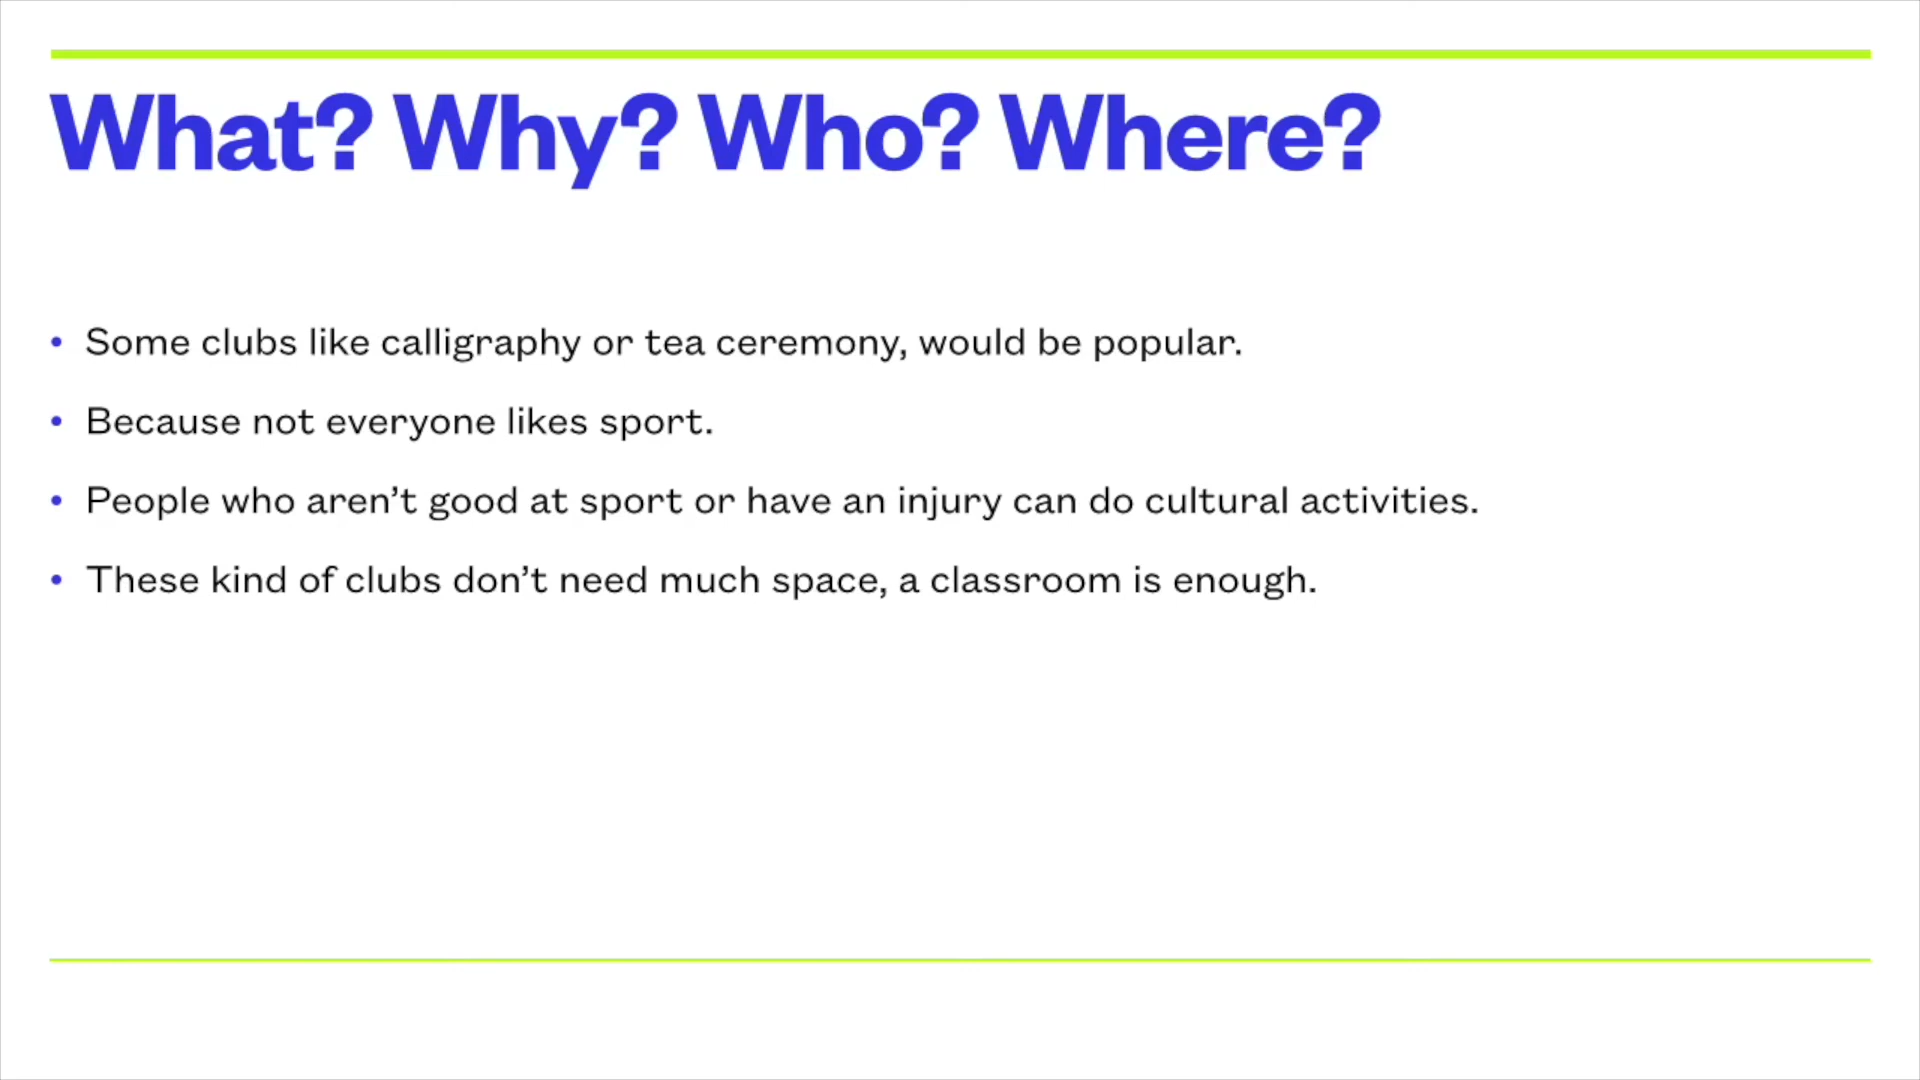 What? Why? Who? Where?
• Some clubs like calligraphy or tea ceremony, would be popular.
• Because not everyone likes sport.
• People who aren’t good at sport or have an injury can do cultural activities.
• These kind of clubs don’t need much space, a classroom is enough.